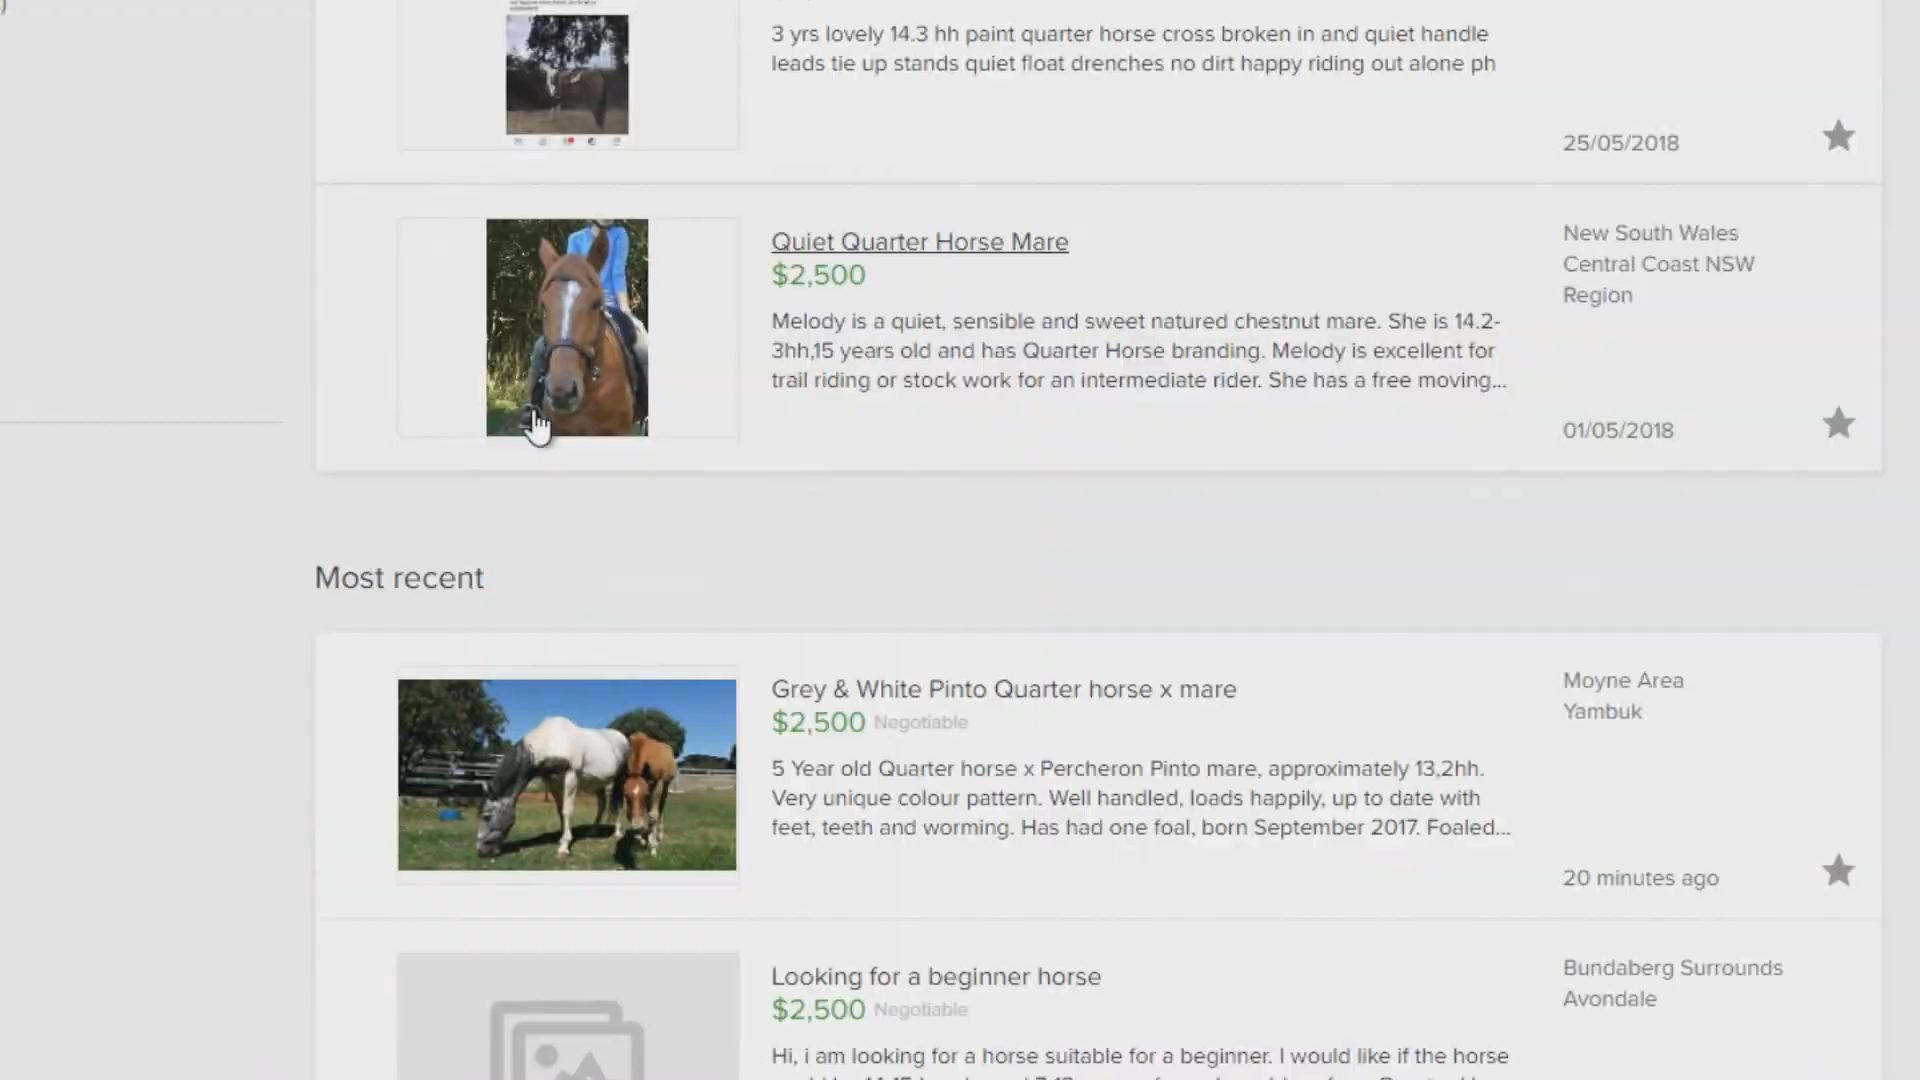 3 yrs lovely 14.3 hh paint quarter horse cross broken in and quiet handle
leads tie up stands quiet float drenches no dirt happy riding out alone ph
25/05/2018
Quiet Quarter Horse Mare
$2,500
Melody is a quiet, sensible and sweet natured chestnut mare. She is 14.2-
3hh,15 years old and has Quarter Horse branding. Melody is excellent for
trail riding or stock work for an intermediate rider. She has a free moving...
New South Wales
Central Coast NSW
Region
01/05/2018
Most recent
Grey & White Pinto Quarter horse x mare
$2,500 Negotiable
5 Year old Quarter horse x Percheron Pinto mare, approximately 13,2hh.
Very unique colour pattern. Well handled, loads happily, up to date with
feet, teeth and worming. Has had one foal, born September 2017. Foaled...
Moyne Area
Yambuk
20 minutes ago
Looking for a beginner horse
$2,500 Negotiable
Hi, i am looking for a horse suitable for a beginner. I would like if the horse
Bundaberg Surrounds
Avondale